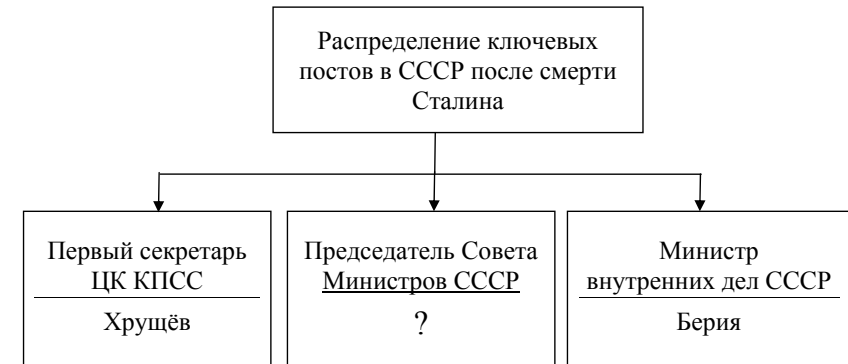 Распределение ключевых
постов в СССР после смерти
Сталина
Первый секретарь
ЦК КПСС
Хрущёв
Председатель Совета
Министров СССР
?
Министр
внутренних дел СССР
Берия